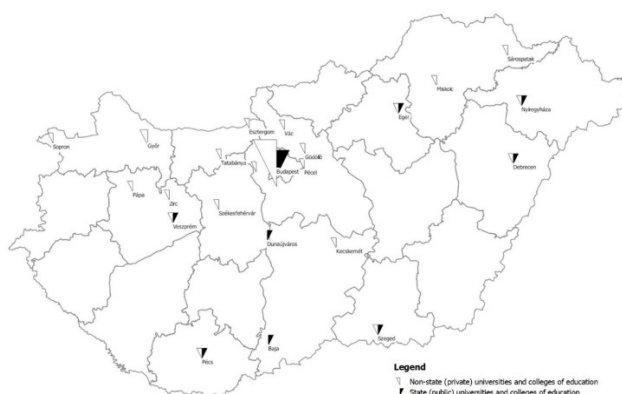 Sárospatak
Miskolc
Nyíregyháza
Eger
Esztergom
Vác
Sopron
Győr
Tatabánya
Gödöllő
Budapest
Pécel
Debrecen
Pápa
Zirc
Székesfehérvár
Veszprém
Dunaújváros
Kecskemét
Szeged
Baja
Pécs
Legend
Non-state (private) universities and colleges of education
State (public) universities and colleges of education